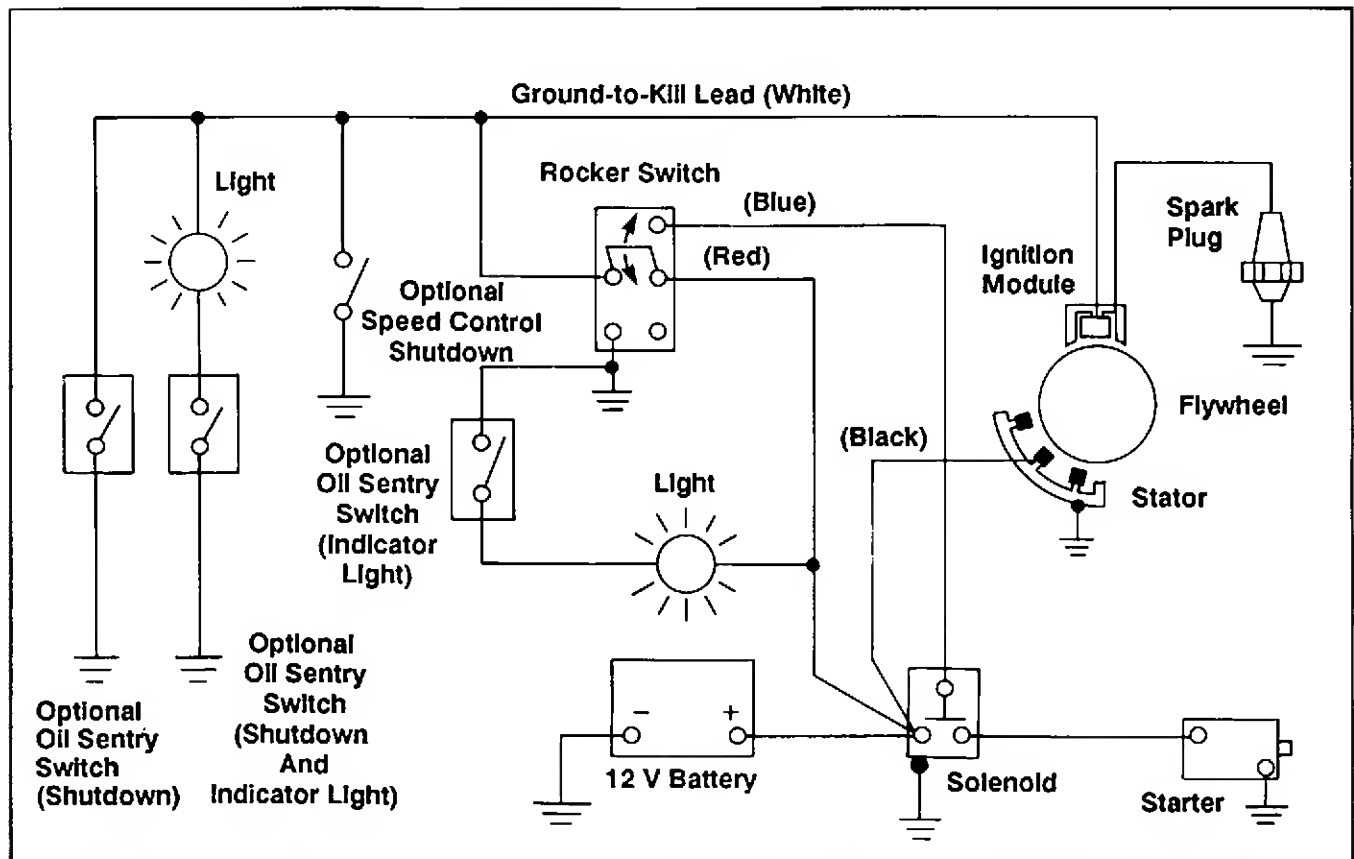 Ground-to-Kill Lead (White)
Light
Rocker Switch
(Blue)
(Red)
Spark
Plug
Ignition
Module
Optional
Speed Control
Shutdown
Flywheel
(Black)
Optional
Oil Sentry
Switch
(Indicator
Light)
Light
Stator
Optional
Oil Sentry
Switch
(Shutdown)
Optional
Oil Sentry
Switch
(Shutdown
And
Indicator Light)
− +
12 V Battery
Solenoid
Starter